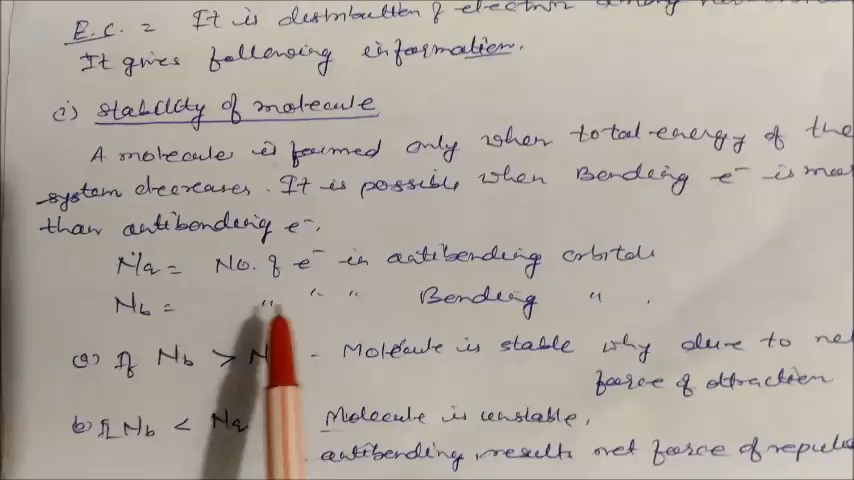 E.C. = It is distribution of electron among
It gives following information.
(i) stability of molecule
A molecule is formed only when total energy of the
system decreases. It is possible when Bonding e⁻ is
than antibonding e⁻.
Na = No. of e⁻ in antibonding orbitals
Nb = " " " Bonding " .
(a) If Nb > N - Molecule is stable why due to net
force of attraction
b) If Nb < Na Molecule is unstable,
antibonding, results net force of